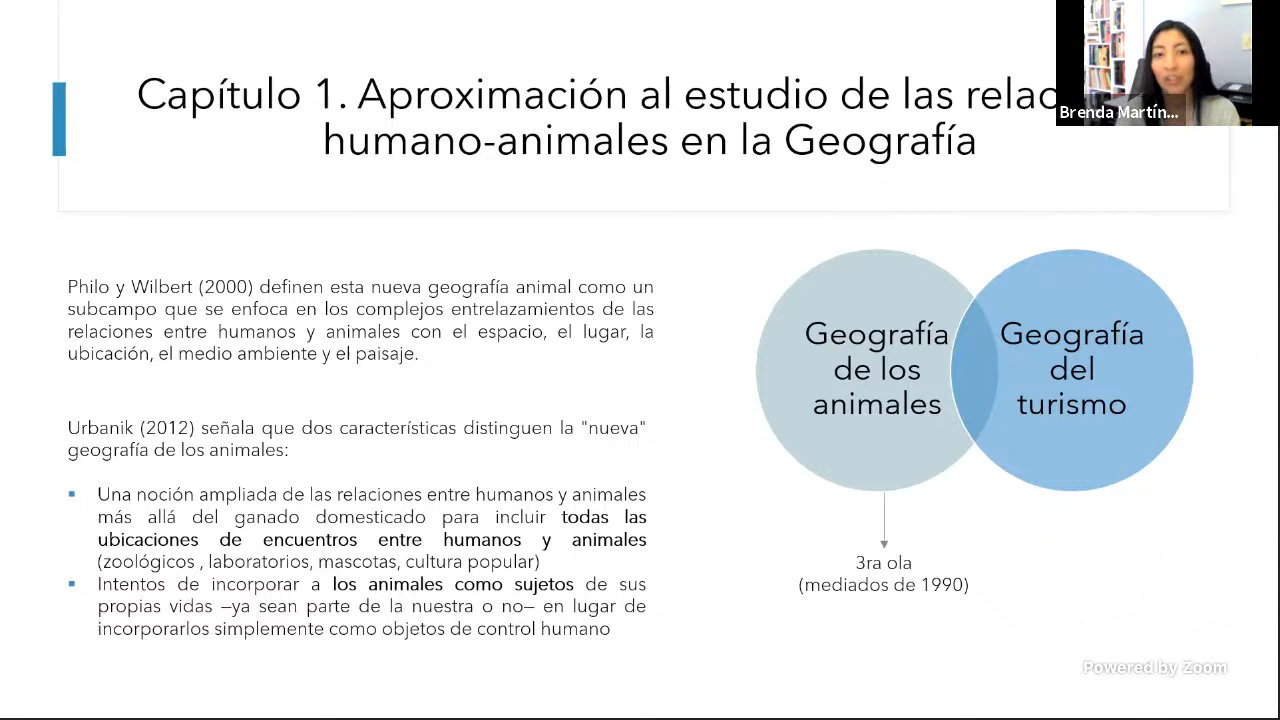 Capítulo 1. Aproximación al estudio de las relac
humano-animales en la Geografía
Brenda Martín...
Philo y Wilbert (2000) definen esta nueva geografía animal como un
subcampo que se enfoca en los complejos entrelazamientos de las
relaciones entre humanos y animales con el espacio, el lugar, la
ubicación, el medio ambiente y el paisaje.
Urbanik (2012) señala que dos características distinguen la "nueva"
geografía de los animales:
▪ Una noción ampliada de las relaciones entre humanos y animales
más allá del ganado domesticado para incluir todas las
ubicaciones de encuentros entre humanos y animales
(zoológicos , laboratorios, mascotas, cultura popular)
▪ Intentos de incorporar a los animales como sujetos de sus
propias vidas —ya sean parte de la nuestra o no— en lugar de
incorporarlos simplemente como objetos de control humano
Geografía
de los
animales
Geografía
del
turismo
3ra ola
(mediados de 1990)
Powered by Zoom